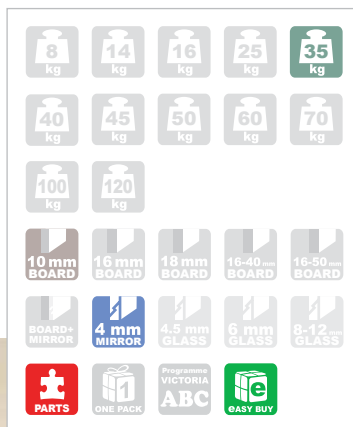 8 kg
14 kg
16 kg
25 kg
35 kg
40 kg
45 kg
50 kg
60 kg
70 kg
100 kg
120 kg
10 mm
BOARD
16 mm
BOARD
18 mm
BOARD
16-40 mm
BOARD
16-50 mm
BOARD
BOARD+
MIRROR
4 mm
MIRROR
4.5 mm
GLASS
6 mm
GLASS
8-12 mm
GLASS
PARTS
1
ONE PACK
Programme
VICTORIA
ABC
e
eASY BUY